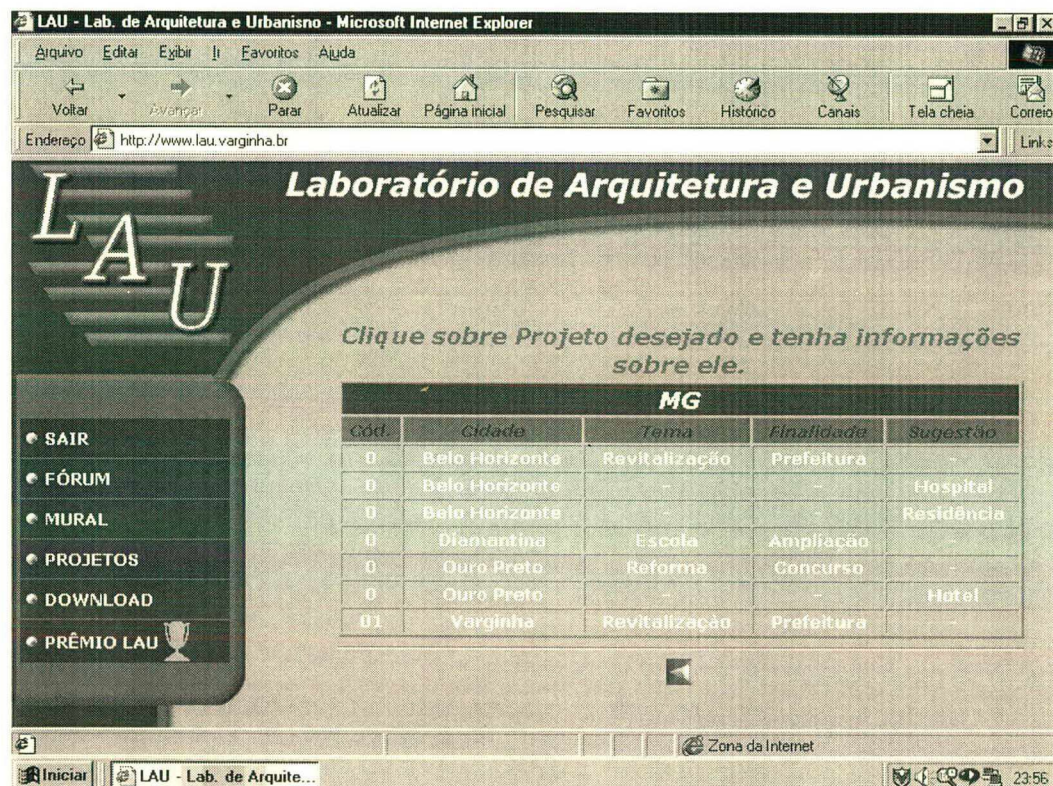 LAU - Lab. de Arquitetura e Urbanisno - Microsoft Internet Explorer
Arquivo Editar Exibir Ir Favoritos Ajuda
Voltar Avançar Parar Atualizar Página inicial Pesquisar Favoritos Histórico Canais Tela cheia Correio
Endereço http://www.lau.varginha.br Links
LAU
Laboratório de Arquitetura e Urbanismo
Clique sobre Projeto desejado e tenha informações
sobre ele.
MG
Cód. Cidade Tema Finalidade Sugestão
0 Belo Horizonte Revitalização Prefeitura -
0 Belo Horizonte - - Hospital
0 Belo Horizonte - - Residência
0 Diamantina Escola Ampliação -
0 Ouro Preto Reforma Concurso -
0 Ouro Preto - - Hotel
01 Varginha Revitalização Prefeitura -
SAIR
FÓRUM
MURAL
PROJETOS
DOWNLOAD
PRÊMIO LAU
Zona da Internet
Iniciar LAU - Lab. de Arquite... 23:56